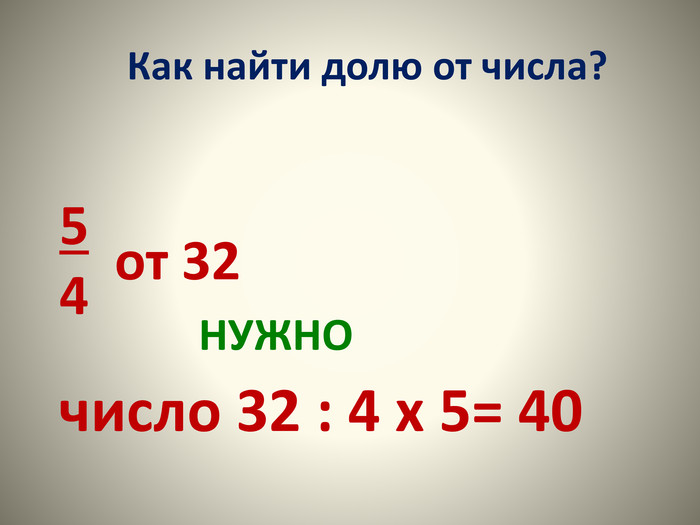 Как найти долю от числа?
5
4
от 32
НУЖНО
число 32 : 4 х 5= 40